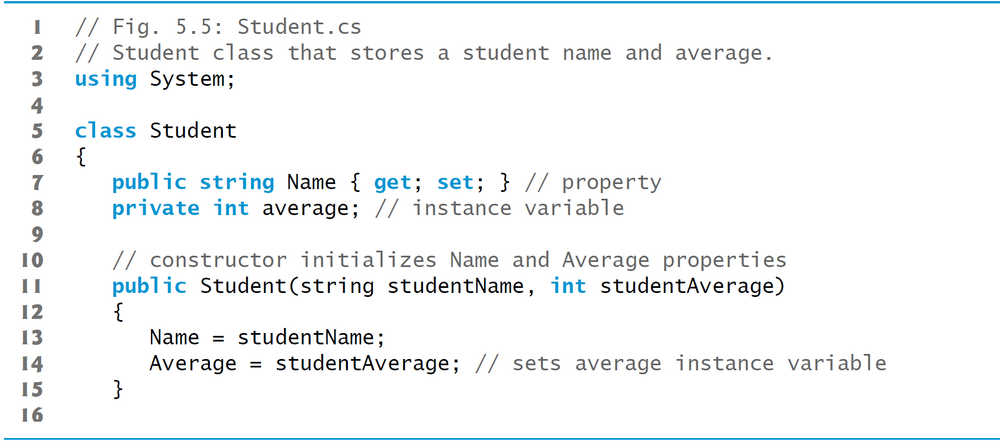 1 // Fig. 5.5: Student.cs
2 // Student class that stores a student name and average.
3 using System;
4
5 class Student
6 {
7    public string Name { get; set; } // property
8    private int average; // instance variable
9
10    // constructor initializes Name and Average properties
11    public Student(string studentName, int studentAverage)
12    {
13       Name = studentName;
14       Average = studentAverage; // sets average instance variable
15    }
16